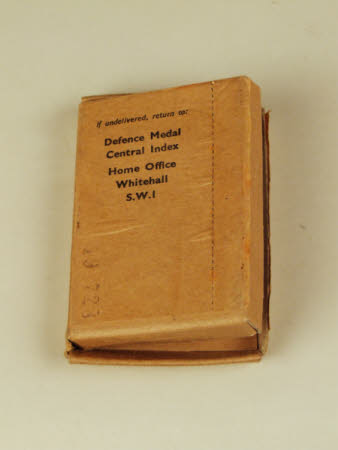 If undelivered, return to:
Defence Medal
Central Index
Home Office
Whitehall
S.W.1